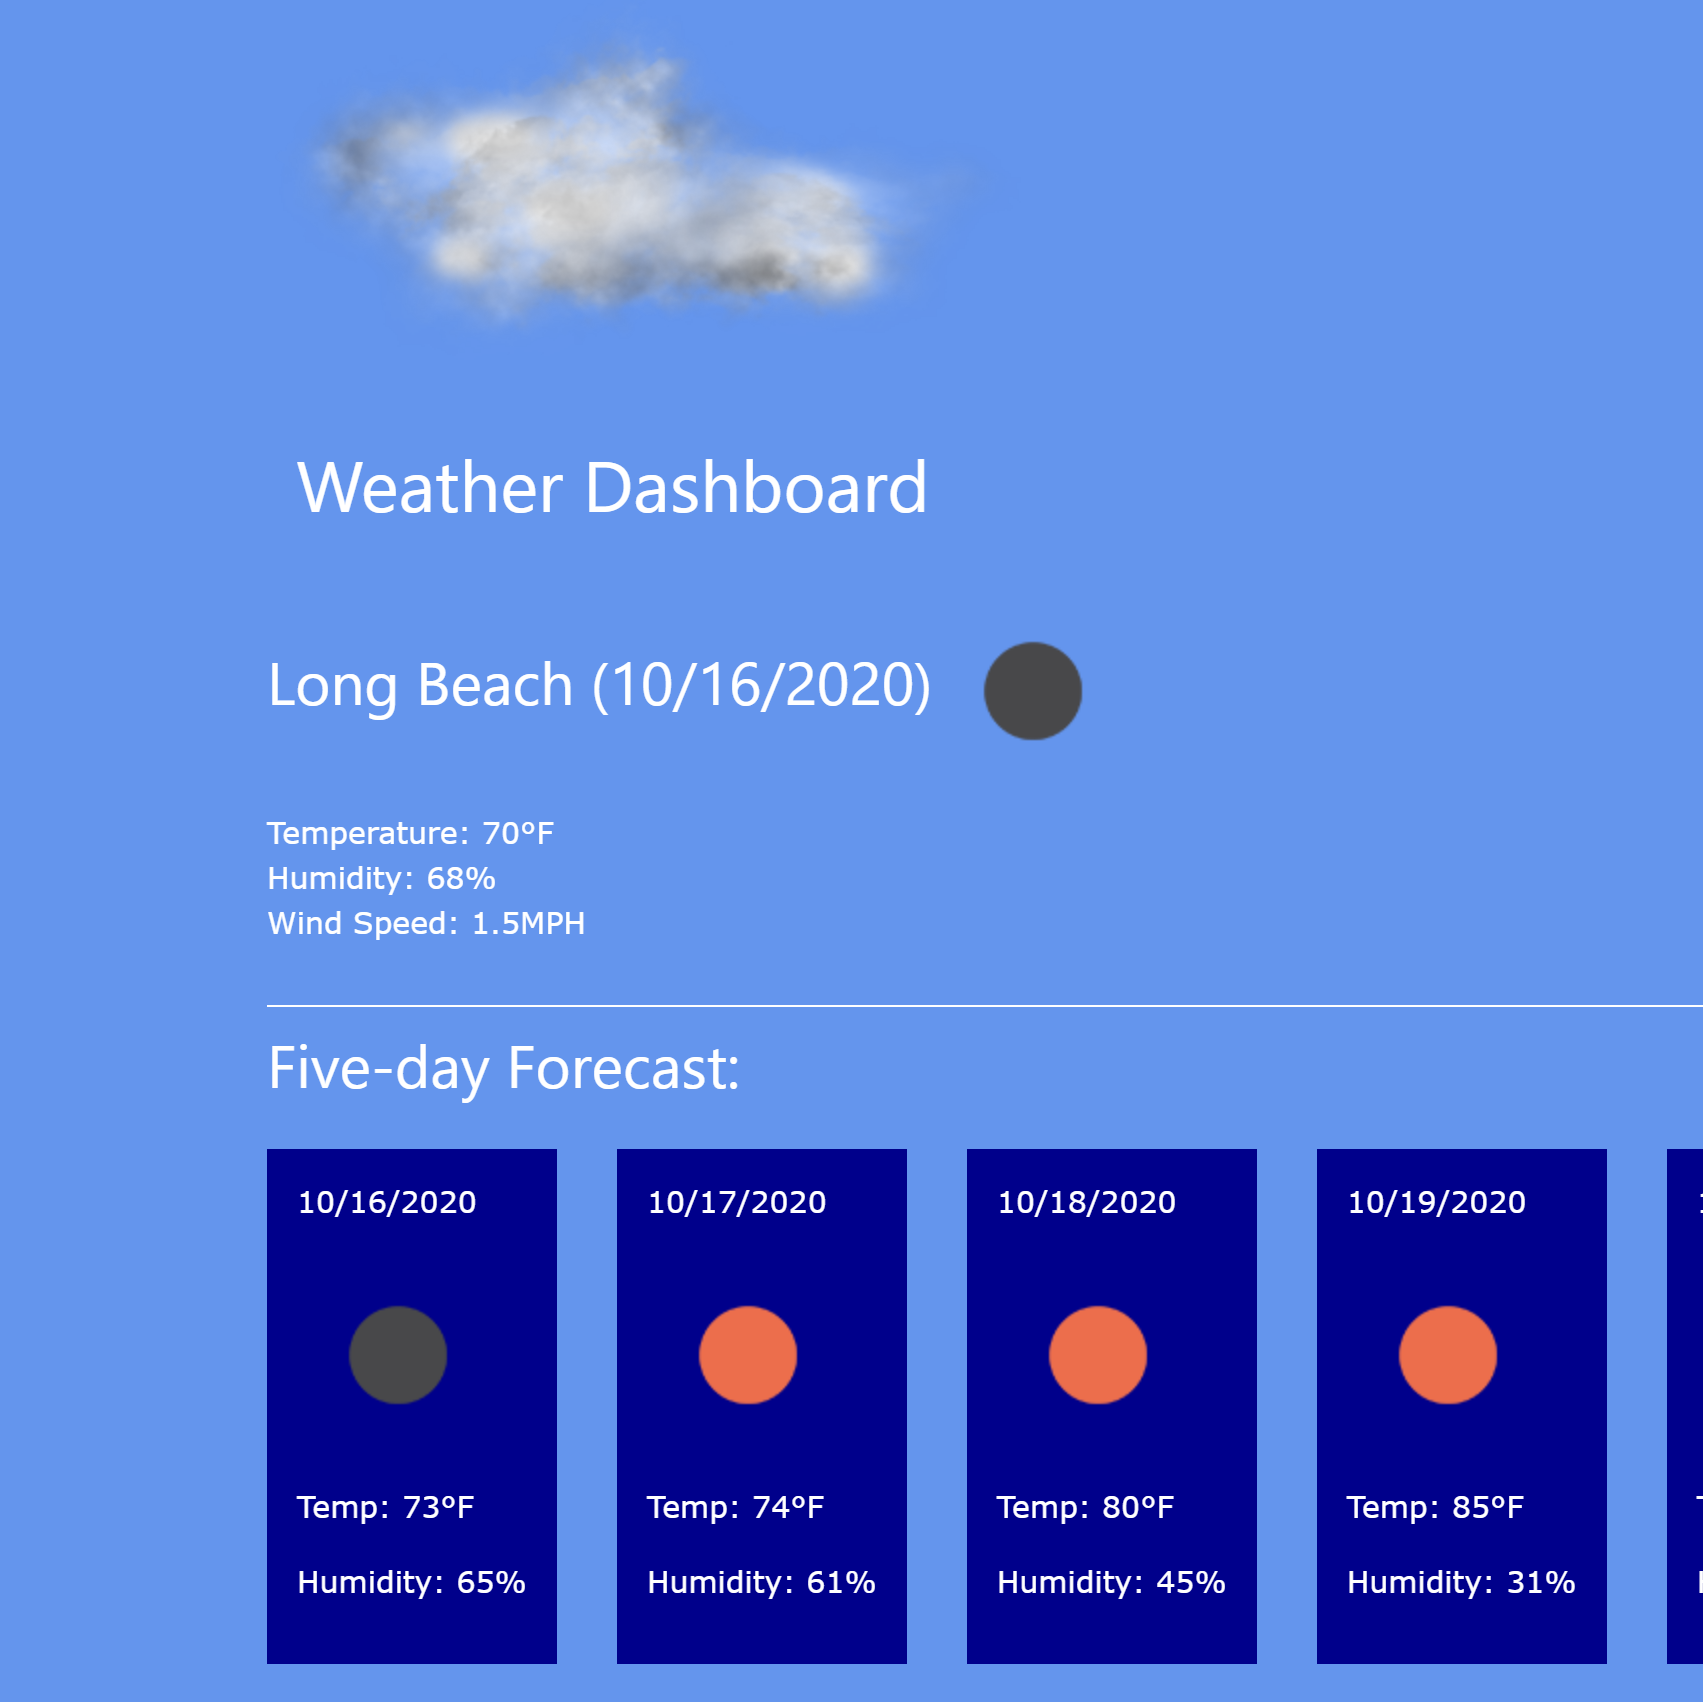 Weather Dashboard
Long Beach (10/16/2020)
Temperature: 70°F
Humidity: 68%
Wind Speed: 1.5MPH
Five-day Forecast:
10/16/2020
Temp: 73°F
Humidity: 65%
10/17/2020
Temp: 74°F
Humidity: 61%
10/18/2020
Temp: 80°F
Humidity: 45%
10/19/2020
Temp: 85°F
Humidity: 31%